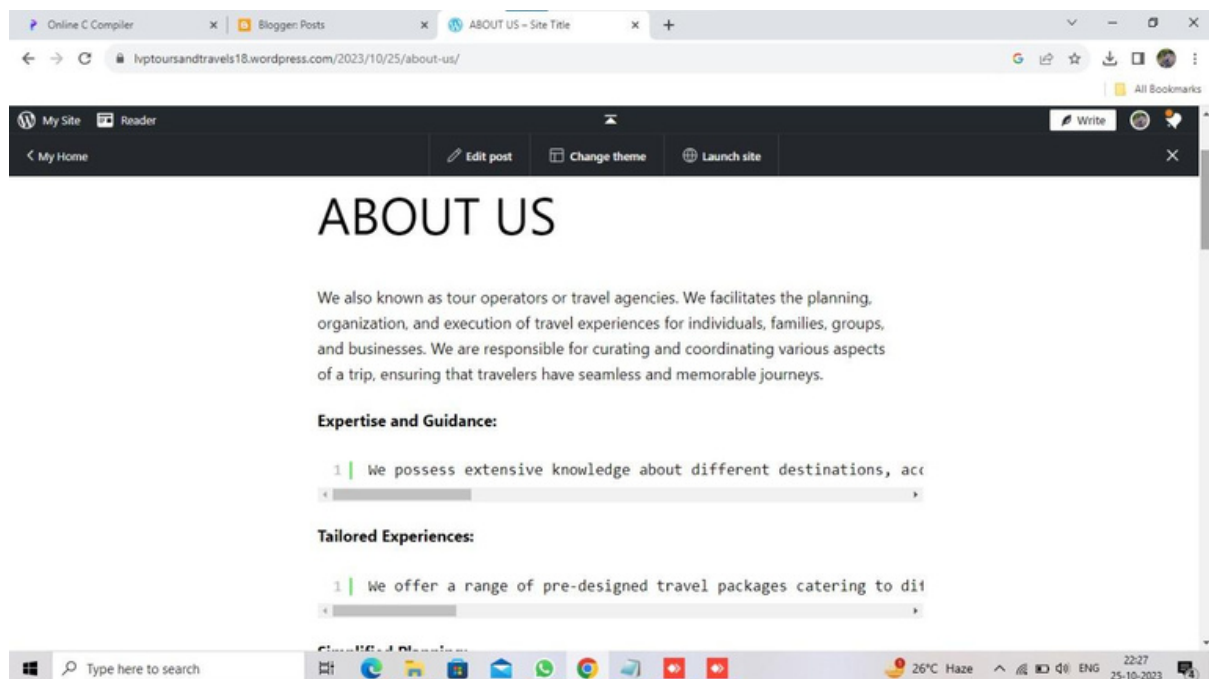 Online C Compiler
Blogger: Posts
ABOUT US – Site Title
lvptoursandtravels18.wordpress.com/2023/10/25/about-us/
All Bookmarks
My Site Reader Write
My Home Edit post Change theme Launch site
ABOUT US
We also known as tour operators or travel agencies. We facilitates the planning,
organization, and execution of travel experiences for individuals, families, groups,
and businesses. We are responsible for curating and coordinating various aspects
of a trip, ensuring that travelers have seamless and memorable journeys.
Expertise and Guidance:
1 We possess extensive knowledge about different destinations, acc
Tailored Experiences:
1 We offer a range of pre-designed travel packages catering to dif
Simplified Planning:
Type here to search
26°C Haze
ENG
22:27
25-10-2023